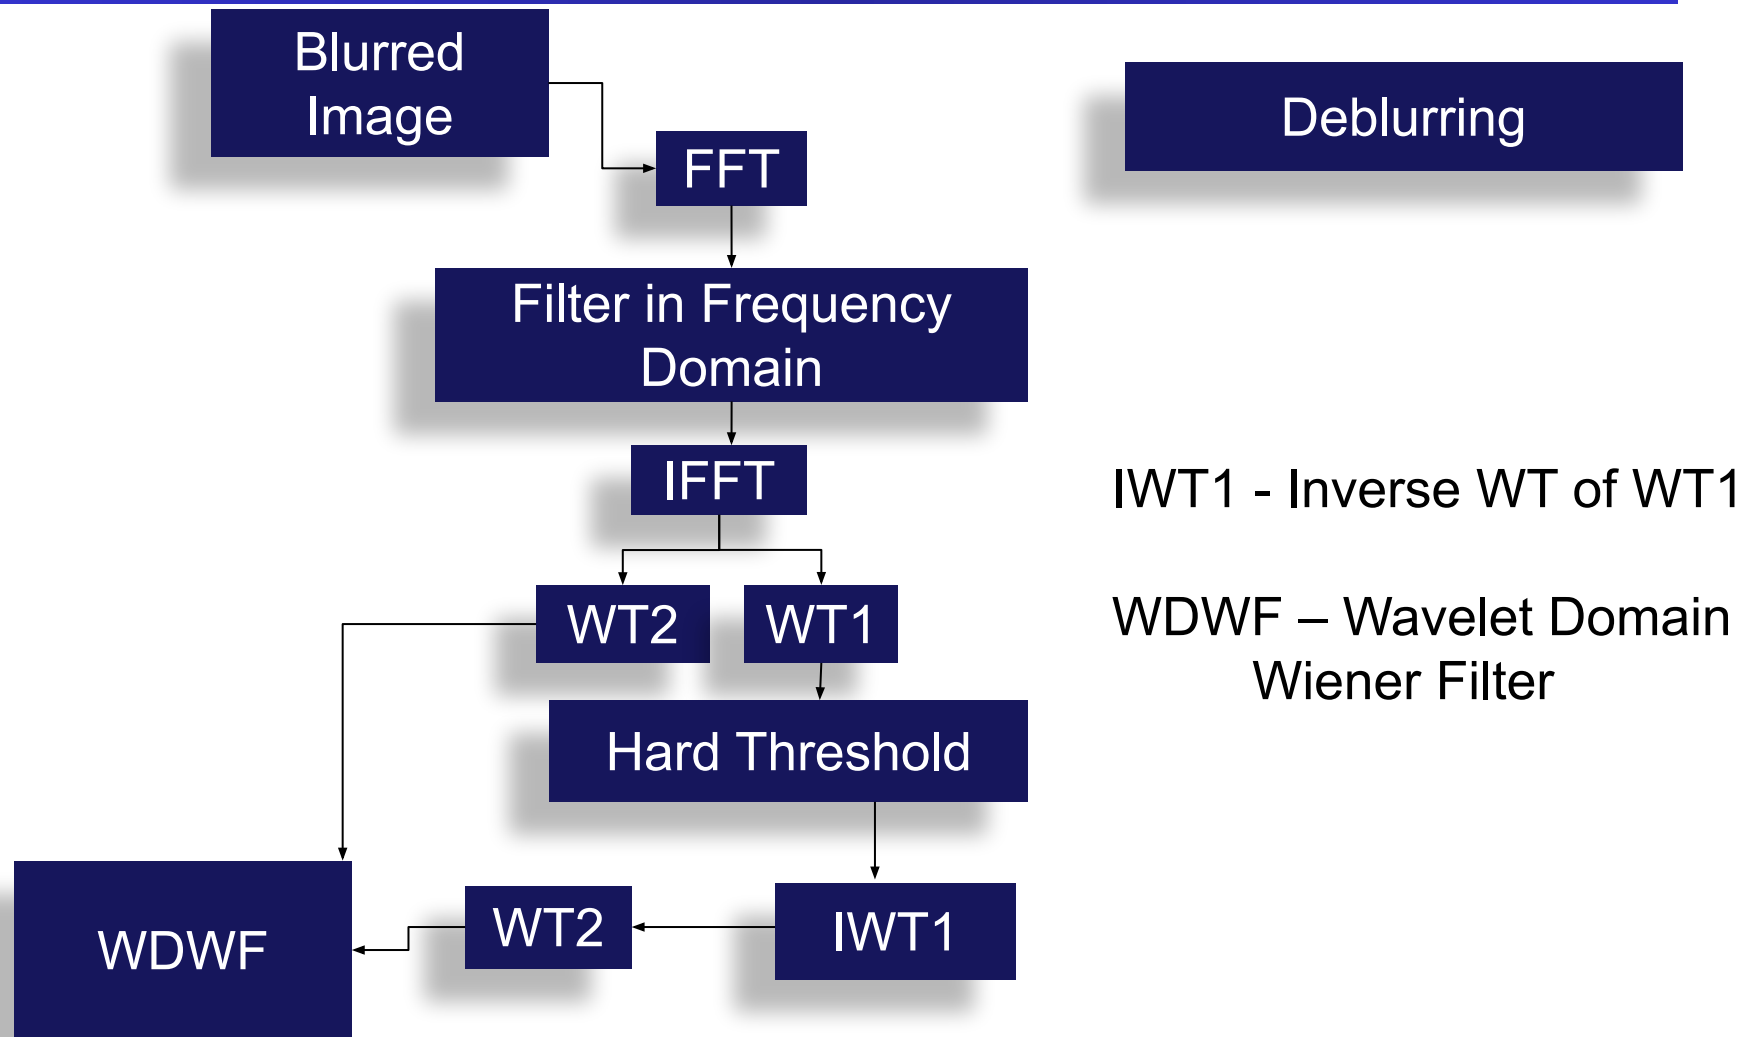 Blurred
Image
Deblurring
FFT
Filter in Frequency
Domain
IFFT
IWT1 - Inverse WT of WT1
WT2
WT1
WDWF – Wavelet Domain
Wiener Filter
Hard Threshold
WDWF
WT2
IWT1